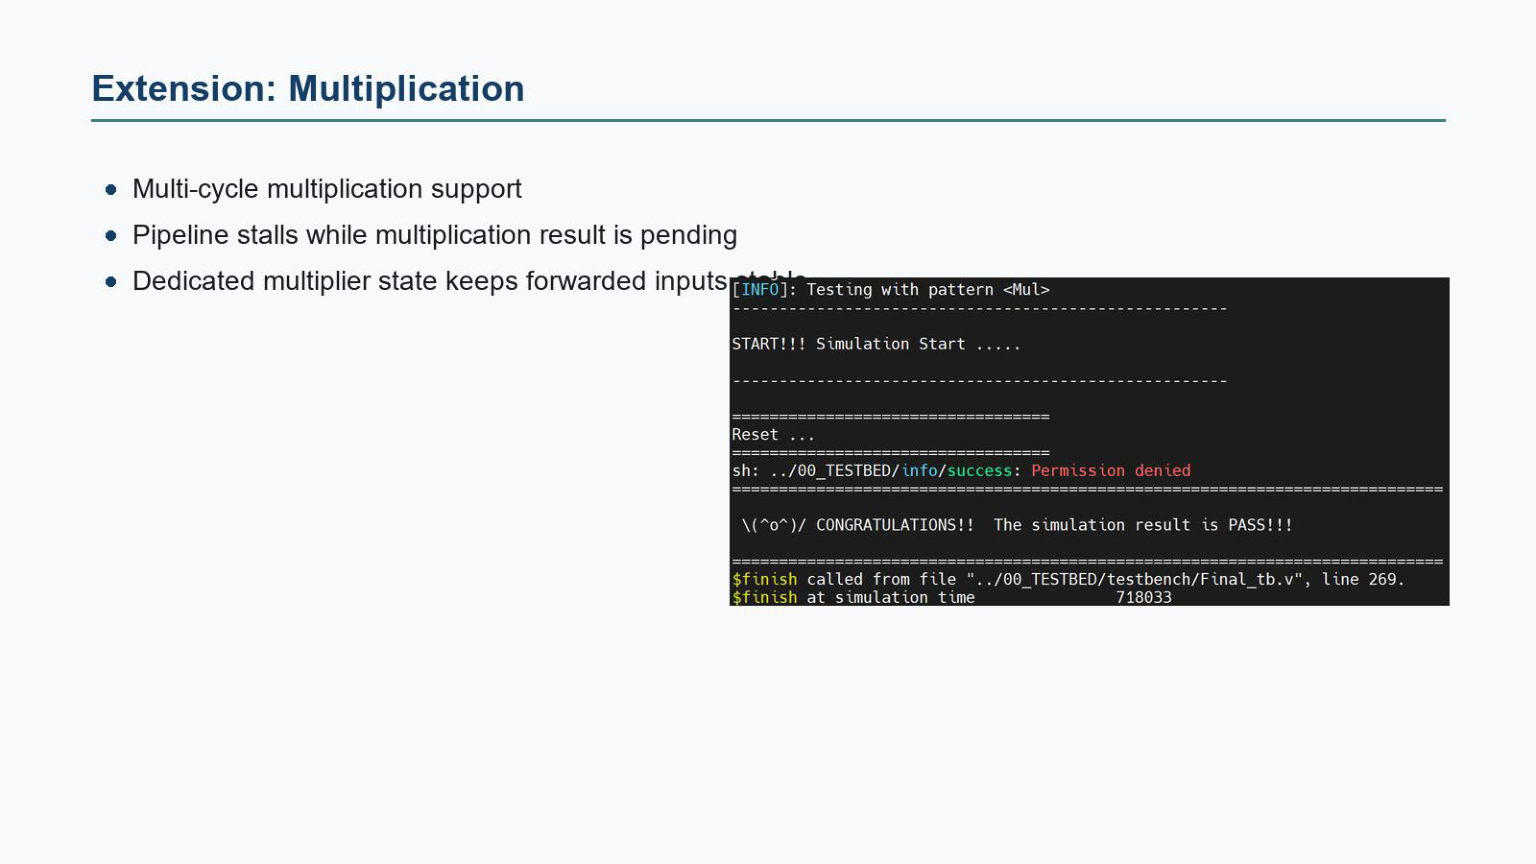 Extension: Multiplication
Multi-cycle multiplication support
Pipeline stalls while multiplication result is pending
Dedicated multiplier state keeps forwarded inputs
[INFO]: Testing with pattern <Mul>
-----------------------------------------------------
START!!! Simulation Start .....
-----------------------------------------------------
==================================
Reset ...
==================================
sh: ../00_TESTBED/info/success: Permission denied
============================================================================
\(^o^)/ CONGRATULATIONS!!  The simulation result is PASS!!!
============================================================================
$finish called from file "../00_TESTBED/testbench/Final_tb.v", line 269.
$finish at simulation time               718033